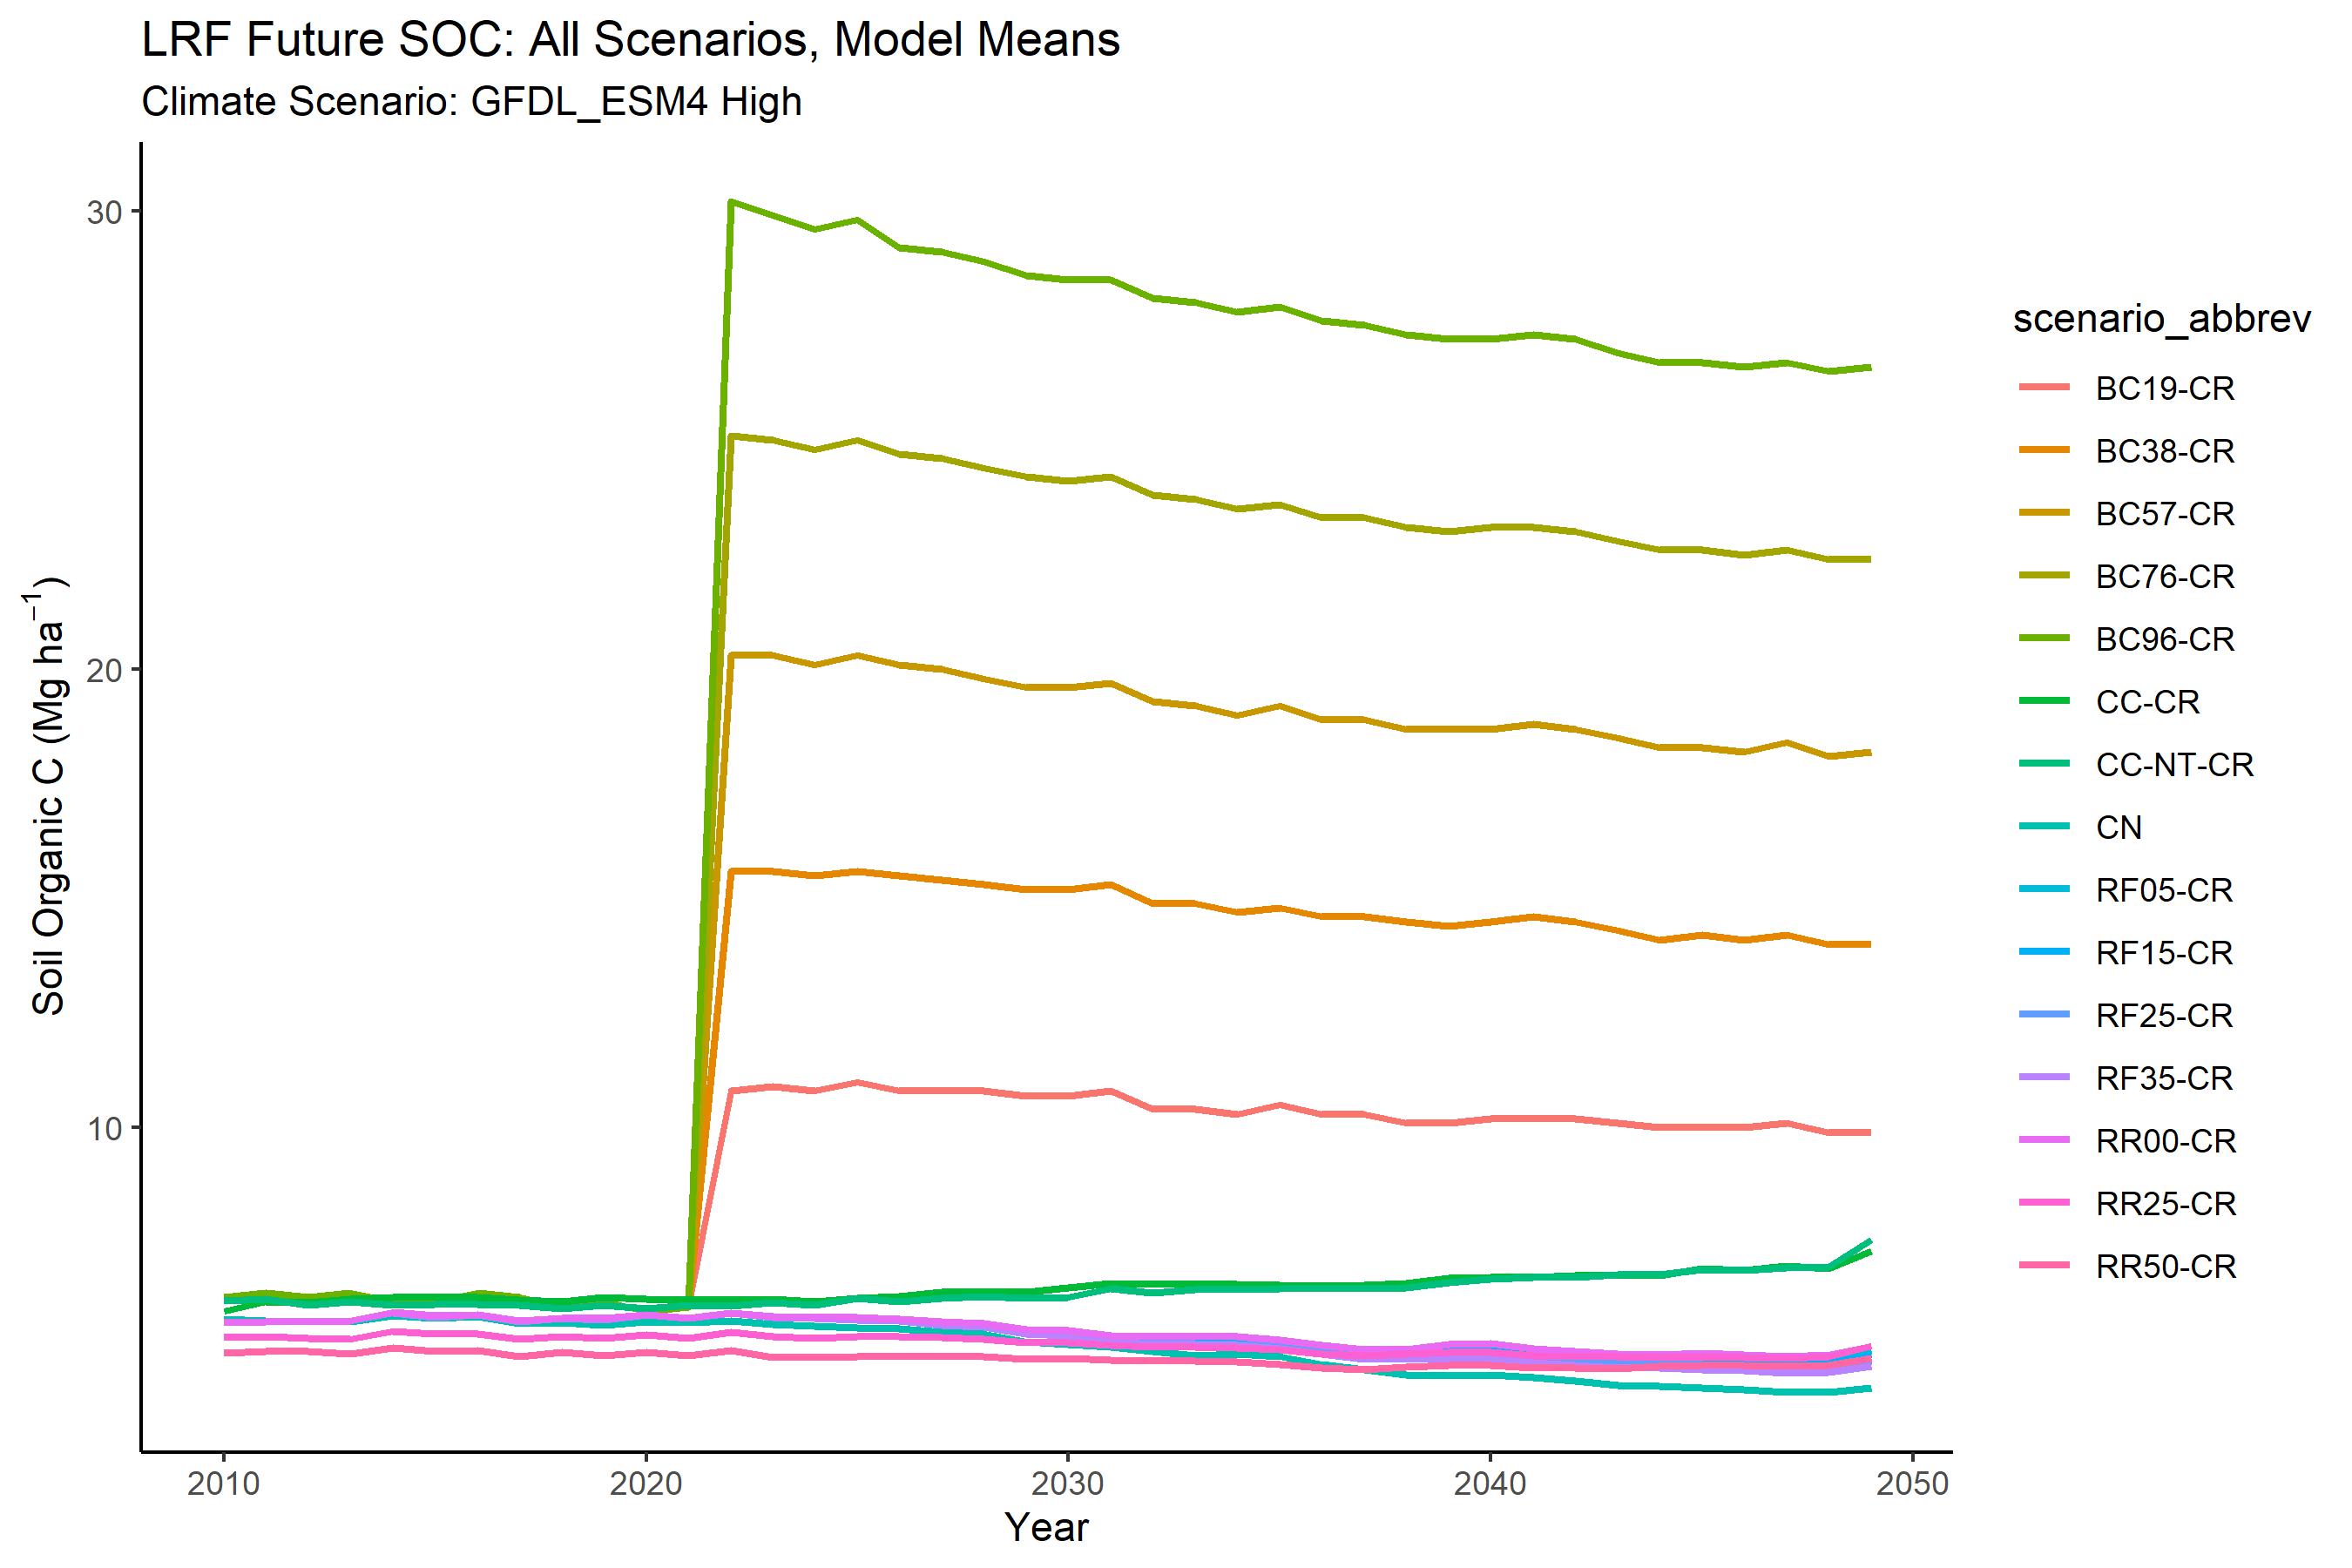 LRF Future SOC: All Scenarios, Model Means
Climate Scenario: GFDL_ESM4 High
30
20
10
Soil Organic C (Mg ha⁻¹)
2010
2020
2030
2040
2050
Year
scenario_abbrev
BC19-CR
BC38-CR
BC57-CR
BC76-CR
BC96-CR
CC-CR
CC-NT-CR
CN
RF05-CR
RF15-CR
RF25-CR
RF35-CR
RR00-CR
RR25-CR
RR50-CR